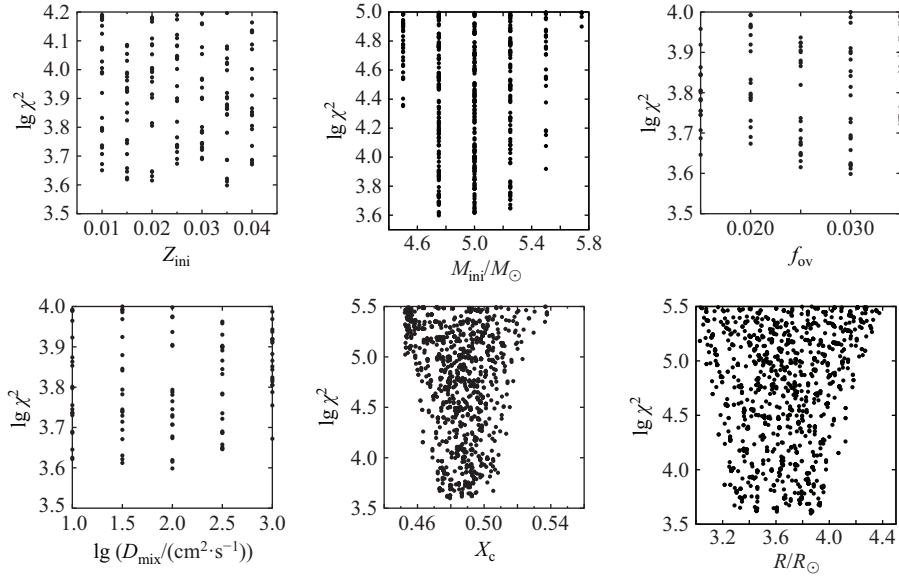 4.2
4.1
4.0
3.9
3.8
3.7
3.6
3.5
lg χ²
0.01 0.02 0.03 0.04
Z_ini
5.0
4.8
4.6
4.4
4.2
4.0
3.8
3.6
lg χ²
4.6 5.0 5.4 5.8
M_ini/M_⊙
4.0
3.9
3.8
3.7
3.6
3.5
lg χ²
0.020 0.030
f_ov
4.0
3.9
3.8
3.7
3.6
3.5
lg χ²
1.0 1.5 2.0 2.5 3.0
lg (D_mix/(cm²·s⁻¹))
5.5
5.0
4.5
4.0
3.5
lg χ²
0.46 0.50 0.54
X_c
5.5
5.0
4.5
4.0
3.5
lg χ²
3.2 3.6 4.0 4.4
R/R_⊙